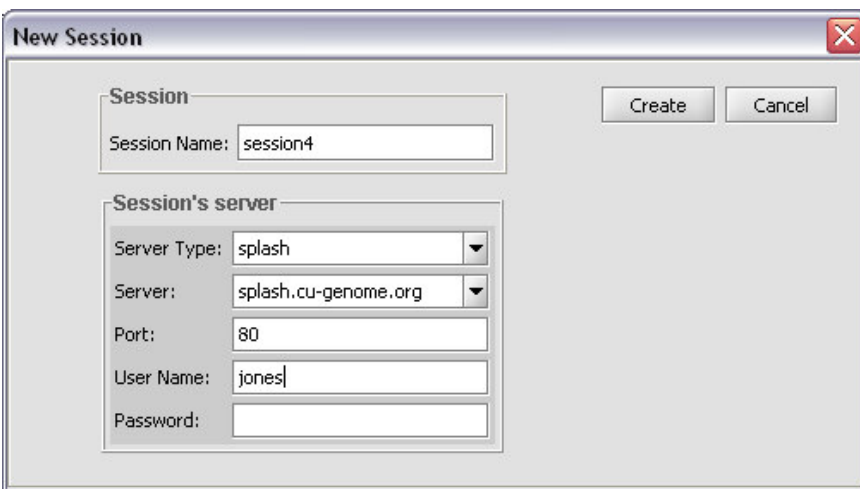 New Session
Session
Create Cancel
Session Name: session4
Session's server
Server Type: splash
Server: splash.cu-genome.org
Port: 80
User Name: jones
Password: